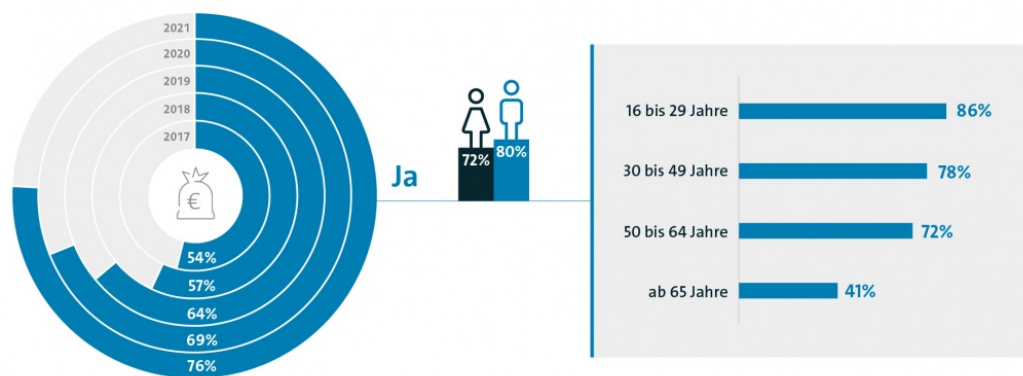 2021
2020
2019
2018
2017
€
54%
57%
64%
69%
76%
Ja
72%
80%
16 bis 29 Jahre 86%
30 bis 49 Jahre 78%
50 bis 64 Jahre 72%
ab 65 Jahre 41%